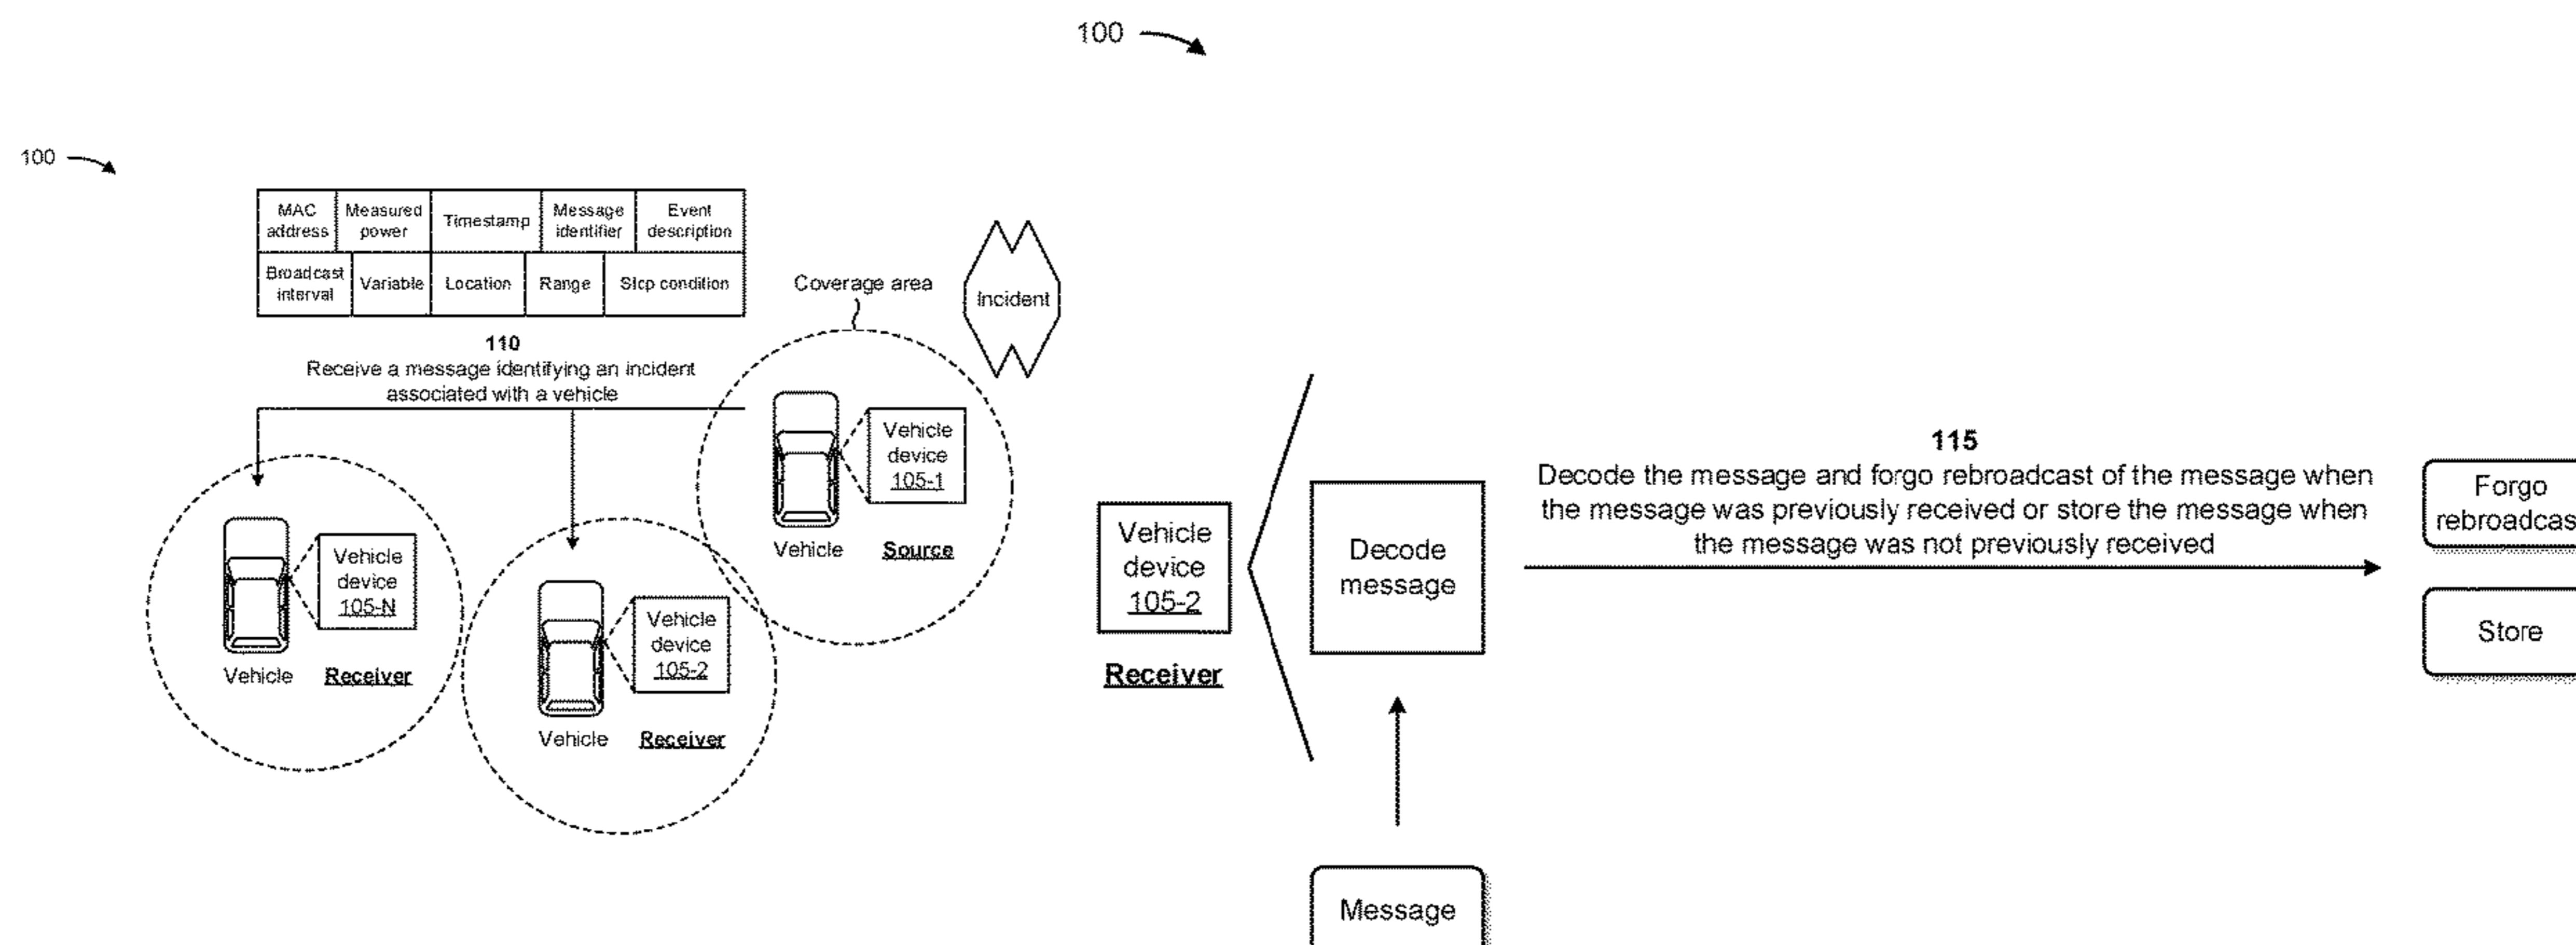 100
MAC
address
Measured
power
Timestamp
Message
identifier
Event
description
Broadcast
interval
Variable
Location
Range
Stop condition
110
Receive a message identifying an incident
associated with a vehicle
Coverage area
Incident
Vehicle
device
105-1
Vehicle
Source
Vehicle
device
105-N
Vehicle
Receiver
Vehicle
device
105-2
Vehicle
Receiver
100
Vehicle
device
105-2
Receiver
Decode
message
Message
115
Decode the message and forgo rebroadcast of the message when
the message was previously received or store the message when
the message was not previously received
Forgo
rebroadcas
Store